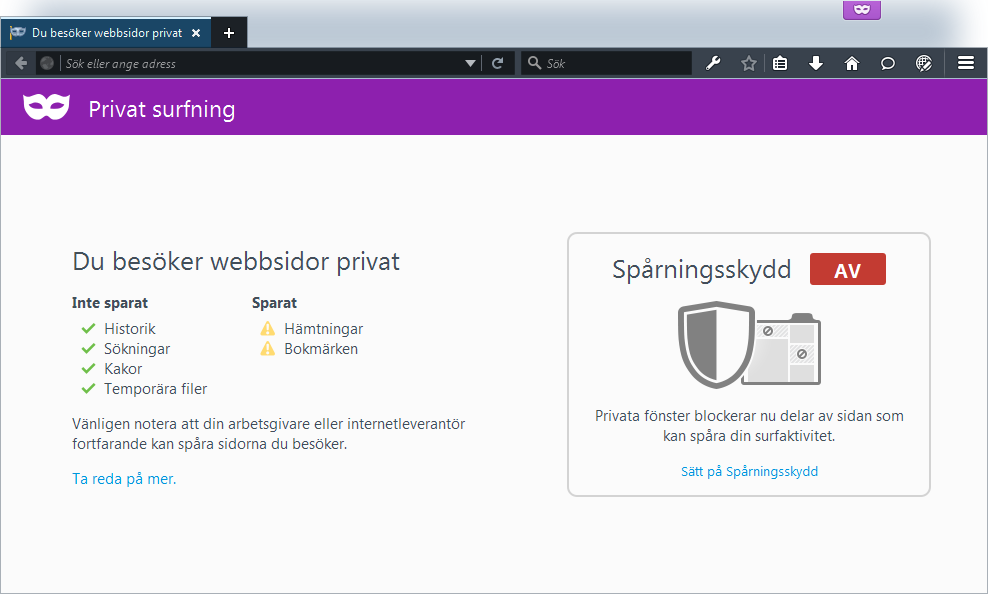 Du besöker webbsidor privat
Sök eller ange adress
Sök
Privat surfning
Du besöker webbsidor privat
Inte sparat
Historik
Sökningar
Kakor
Temporära filer
Sparat
Hämtningar
Bokmärken
Vänligen notera att din arbetsgivare eller internetleverantör
fortfarande kan spåra sidorna du besöker.
Ta reda på mer.
Spårningsskydd AV
Privata fönster blockerar nu delar av sidan som
kan spåra din surfaktivitet.
Sätt på Spårningsskydd